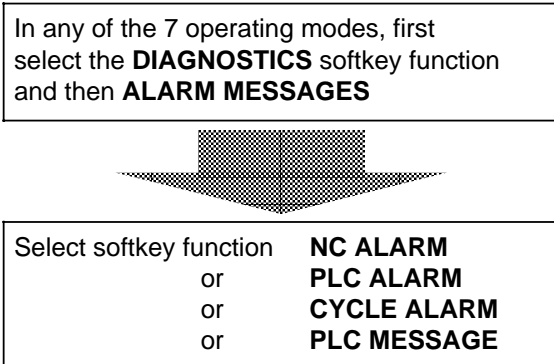 In any of the 7 operating modes, first
select the DIAGNOSTICS softkey function
and then ALARM MESSAGES
Select softkey function NC ALARM
or PLC ALARM
or CYCLE ALARM
or PLC MESSAGE